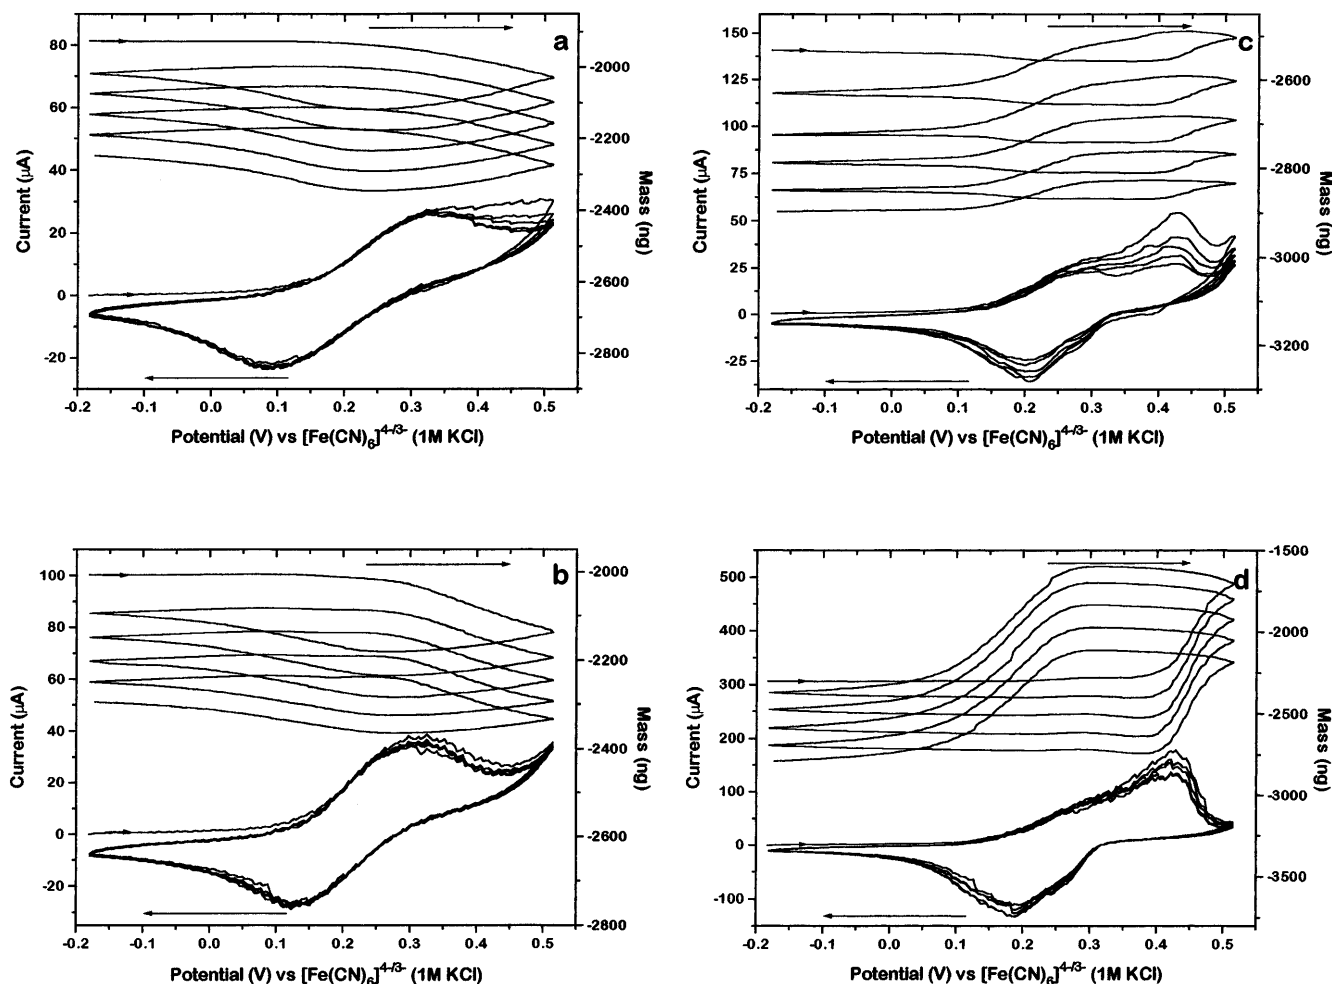 a
80
60
40
20
0
-20
Current (µA)
-2000
-2200
-2400
-2600
-2800
Mass (ng)
-0.2 -0.1 0.0 0.1 0.2 0.3 0.4 0.5
Potential (V) vs [Fe(CN)6]4-/3- (1M KCl)
c
150
125
100
75
50
25
0
-25
Current (µA)
-2600
-2800
-3000
-3200
Mass (ng)
-0.2 -0.1 0.0 0.1 0.2 0.3 0.4 0.5
Potential (V) vs [Fe(CN)6]4-/3- (1M KCl)
b
100
80
60
40
20
0
-20
Current (µA)
-2000
-2200
-2400
-2600
-2800
Mass (ng)
-0.2 -0.1 0.0 0.1 0.2 0.3 0.4 0.5
Potential (V) vs [Fe(CN)6]4-/3- (1M KCl)
d
500
400
300
200
100
0
-100
Current (µA)
-1500
-2000
-2500
-3000
-3500
Mass (ng)
-0.2 -0.1 0.0 0.1 0.2 0.3 0.4 0.5
Potential (V) vs [Fe(CN)6]4-/3- (1M KCl)